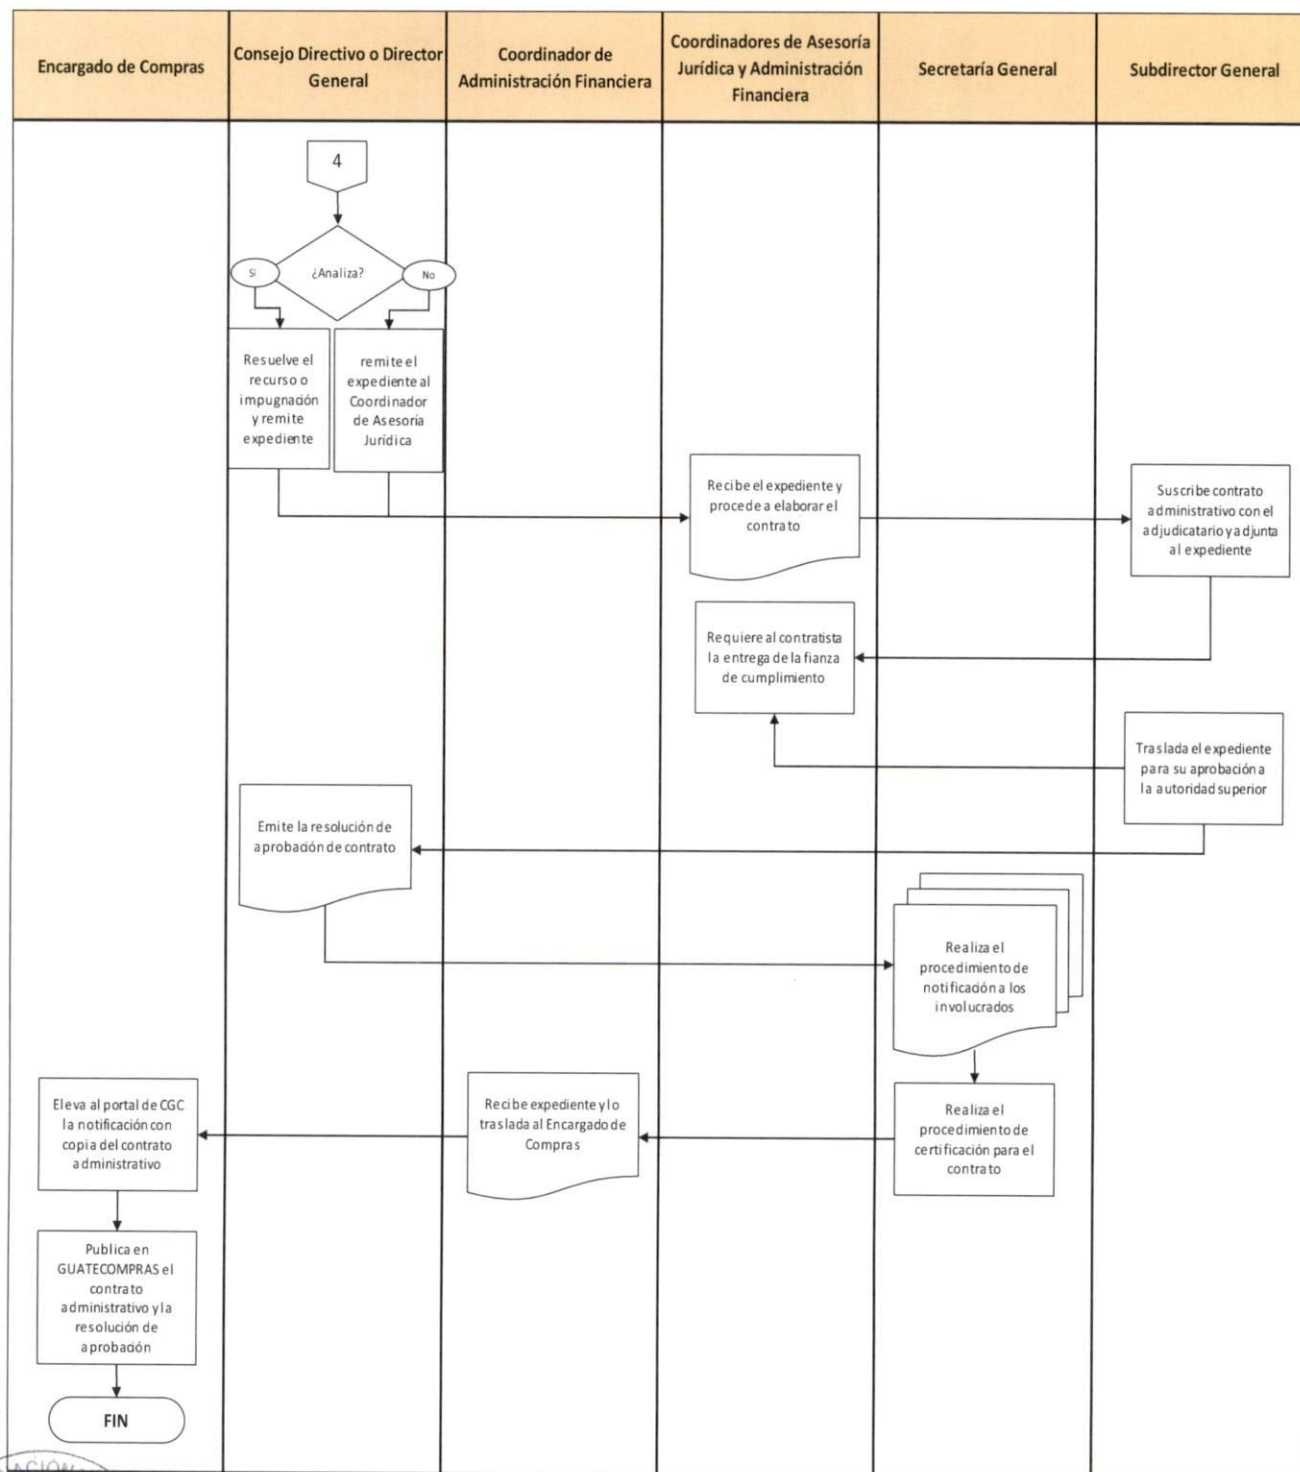 Encargado de Compras
Consejo Directivo o Director
General
Coordinador de
Administración Financiera
Coordinadores de Asesoría
Jurídica y Administración
Financiera
Secretaría General
Subdirector General
4
¿Analiza?
Si
No
Resuelve el
recurso o
impugnación
y remite
expediente
remite el
expediente al
Coordinador
de Asesoría
Jurídica
Recibe el expediente y
procede a elaborar el
contrato
Suscribe contrato
administrativo con el
adjudicatario y adjunta
al expediente
Requiere al contratista
la entrega de la fianza
de cumplimiento
Traslada el expediente
para su aprobación a
la autoridad superior
Emite la resolución de
aprobación de contrato
Realiza el
procedimiento de
notificación a los
involucrados
Realiza el
procedimiento de
certificación para el
contrato
Recibe expediente y lo
traslada al Encargado de
Compras
Eleva al portal de CGC
la notificación con
copia del contrato
administrativo
Publica en
GUATECOMPRAS el
contrato
administrativo y la
resolución de
aprobación
FIN